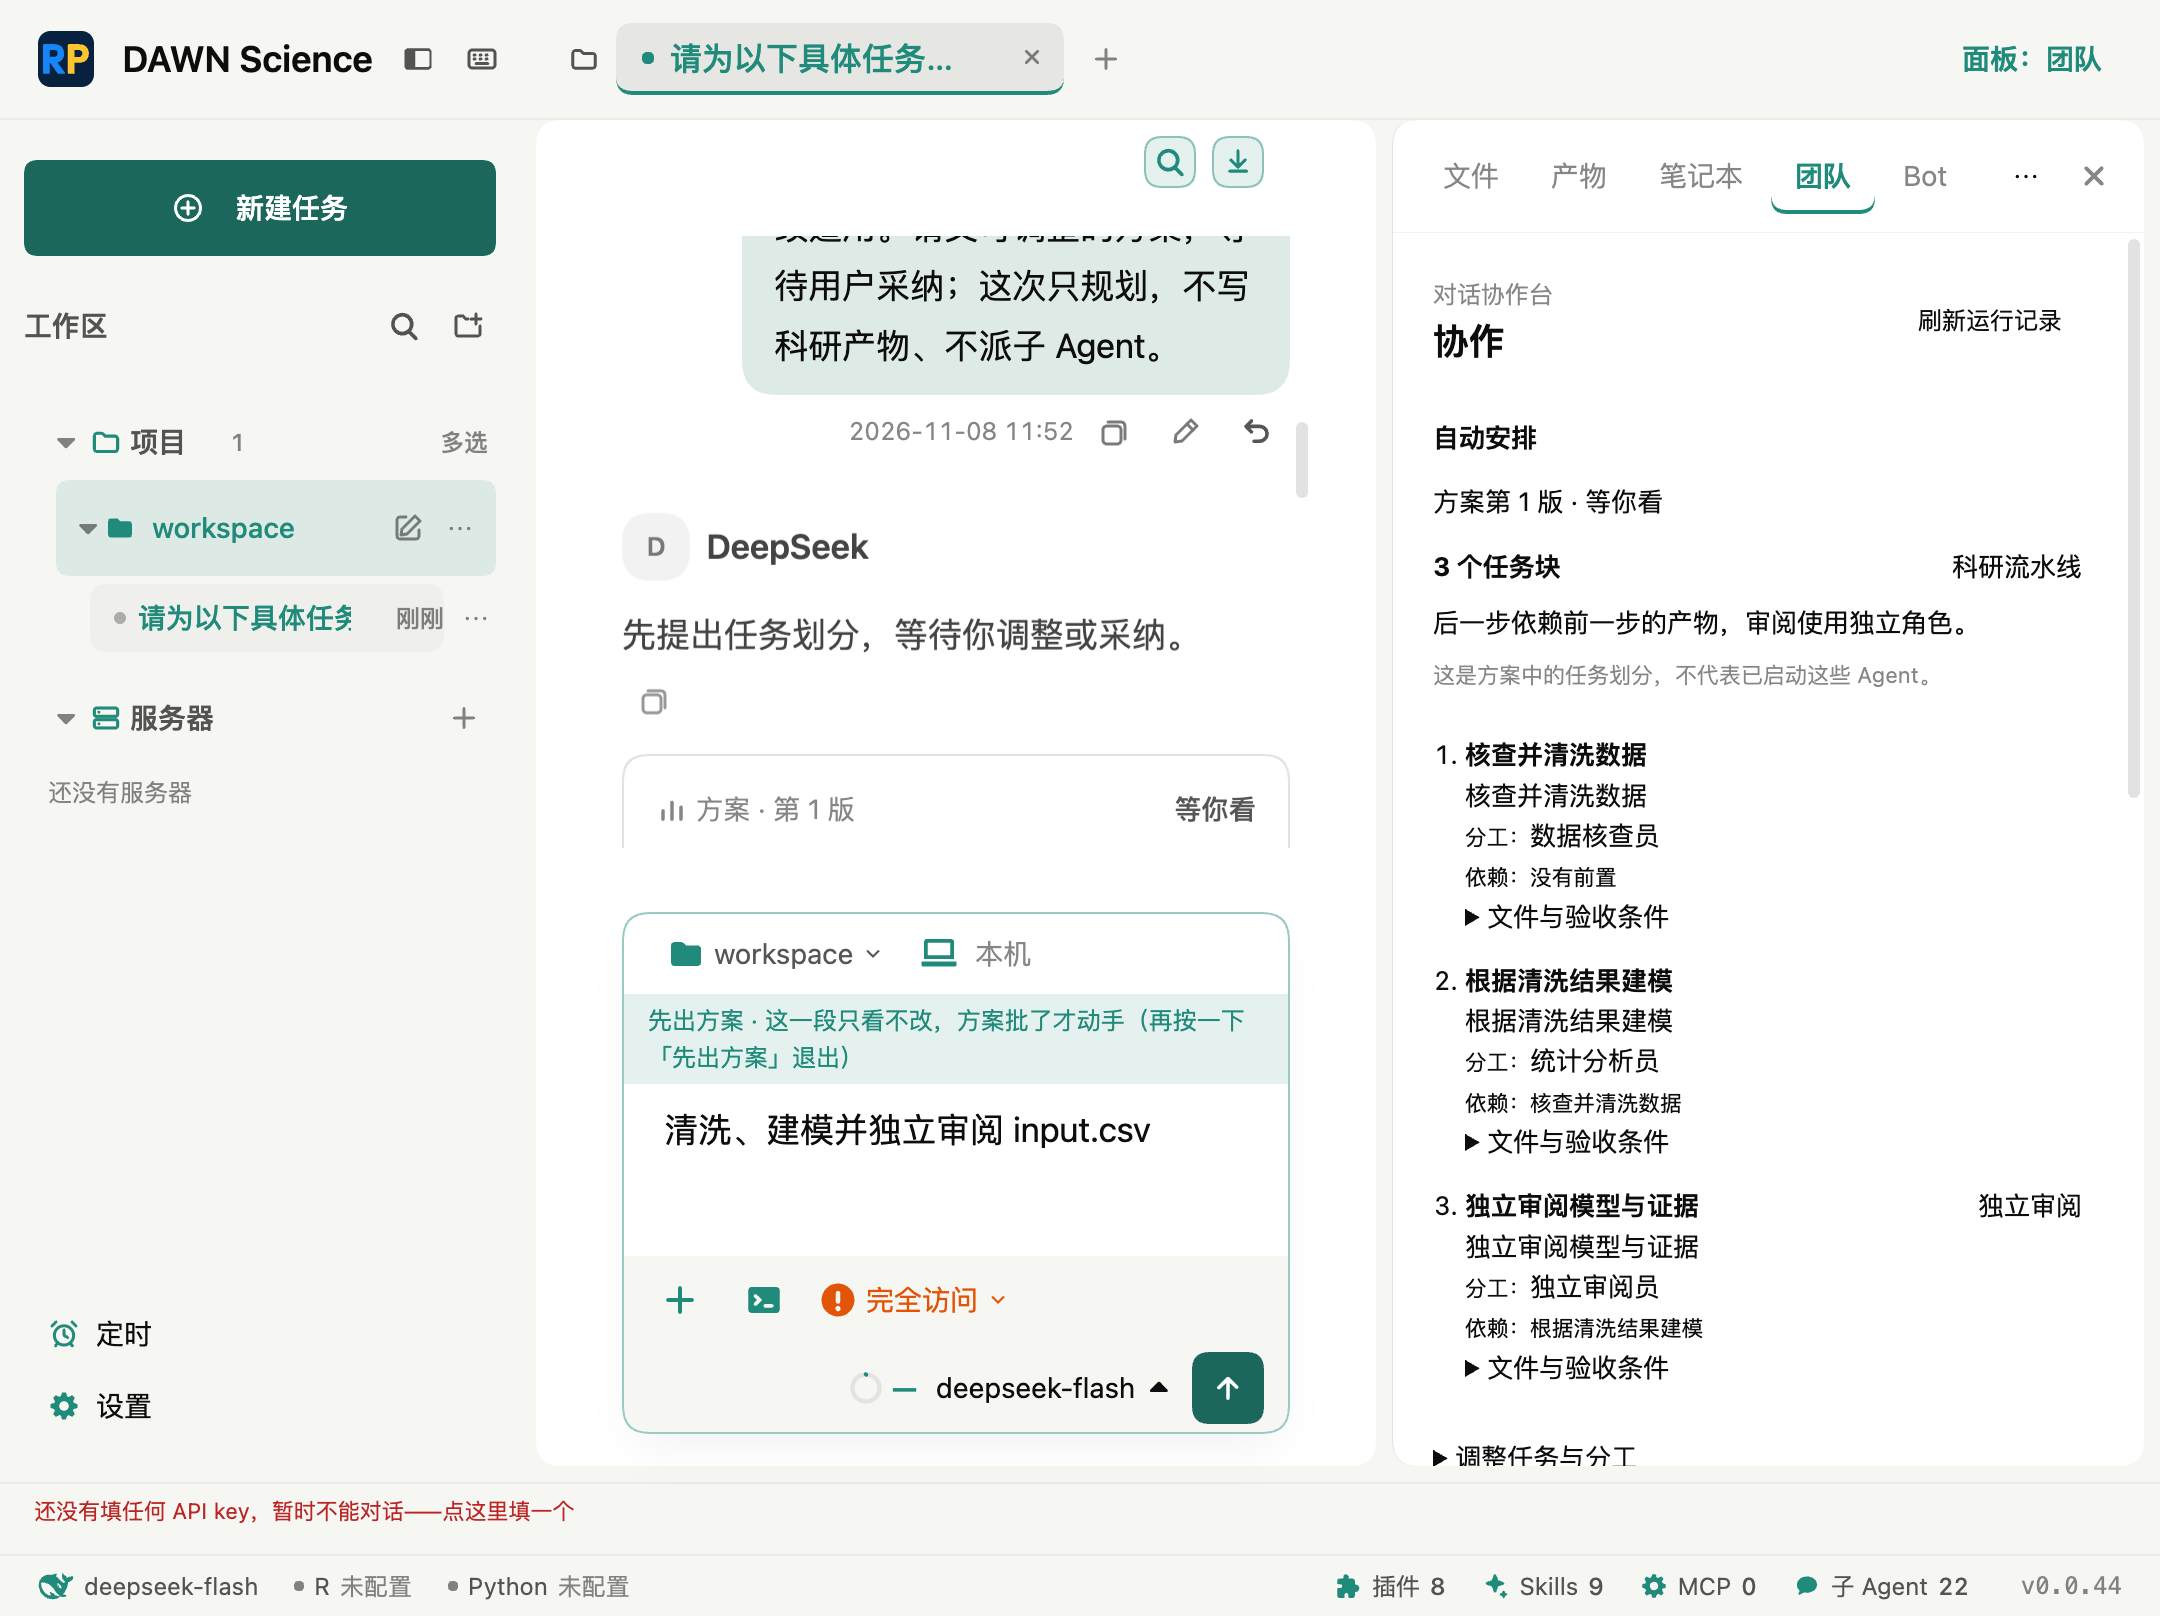 RP
DAWN Science
请为以下具体任务...
面板：团队
新建任务
工作区
项目 1 多选
workspace
请为以下具体任务 刚刚
服务器
还没有服务器
定时
设置
待用户采纳；这次只规划，不写
科研产物、不派子 Agent。
2026-11-08 11:52
D DeepSeek
先提出任务划分，等待你调整或采纳。
方案 · 第 1 版 等你看
workspace 本机
先出方案 · 这一段只看不改，方案批了才动手（再按一下
「先出方案」退出）
清洗、建模并独立审阅 input.csv
完全访问
deepseek-flash
文件 产物 笔记本 团队 Bot
对话协作台
协作
刷新运行记录
自动安排
方案第 1 版 · 等你看
3 个任务块 科研流水线
后一步依赖前一步的产物，审阅使用独立角色。
这是方案中的任务划分，不代表已启动这些 Agent。
1. 核查并清洗数据
核查并清洗数据
分工：数据核查员
依赖：没有前置
文件与验收条件
2. 根据清洗结果建模
根据清洗结果建模
分工：统计分析员
依赖：核查并清洗数据
文件与验收条件
3. 独立审阅模型与证据 独立审阅
独立审阅模型与证据
分工：独立审阅员
依赖：根据清洗结果建模
文件与验收条件
调整任务与分工
还没有填任何 API key，暂时不能对话——点这里填一个
deepseek-flash R 未配置 Python 未配置
插件 8 Skills 9 MCP 0 子 Agent 22 v0.0.44